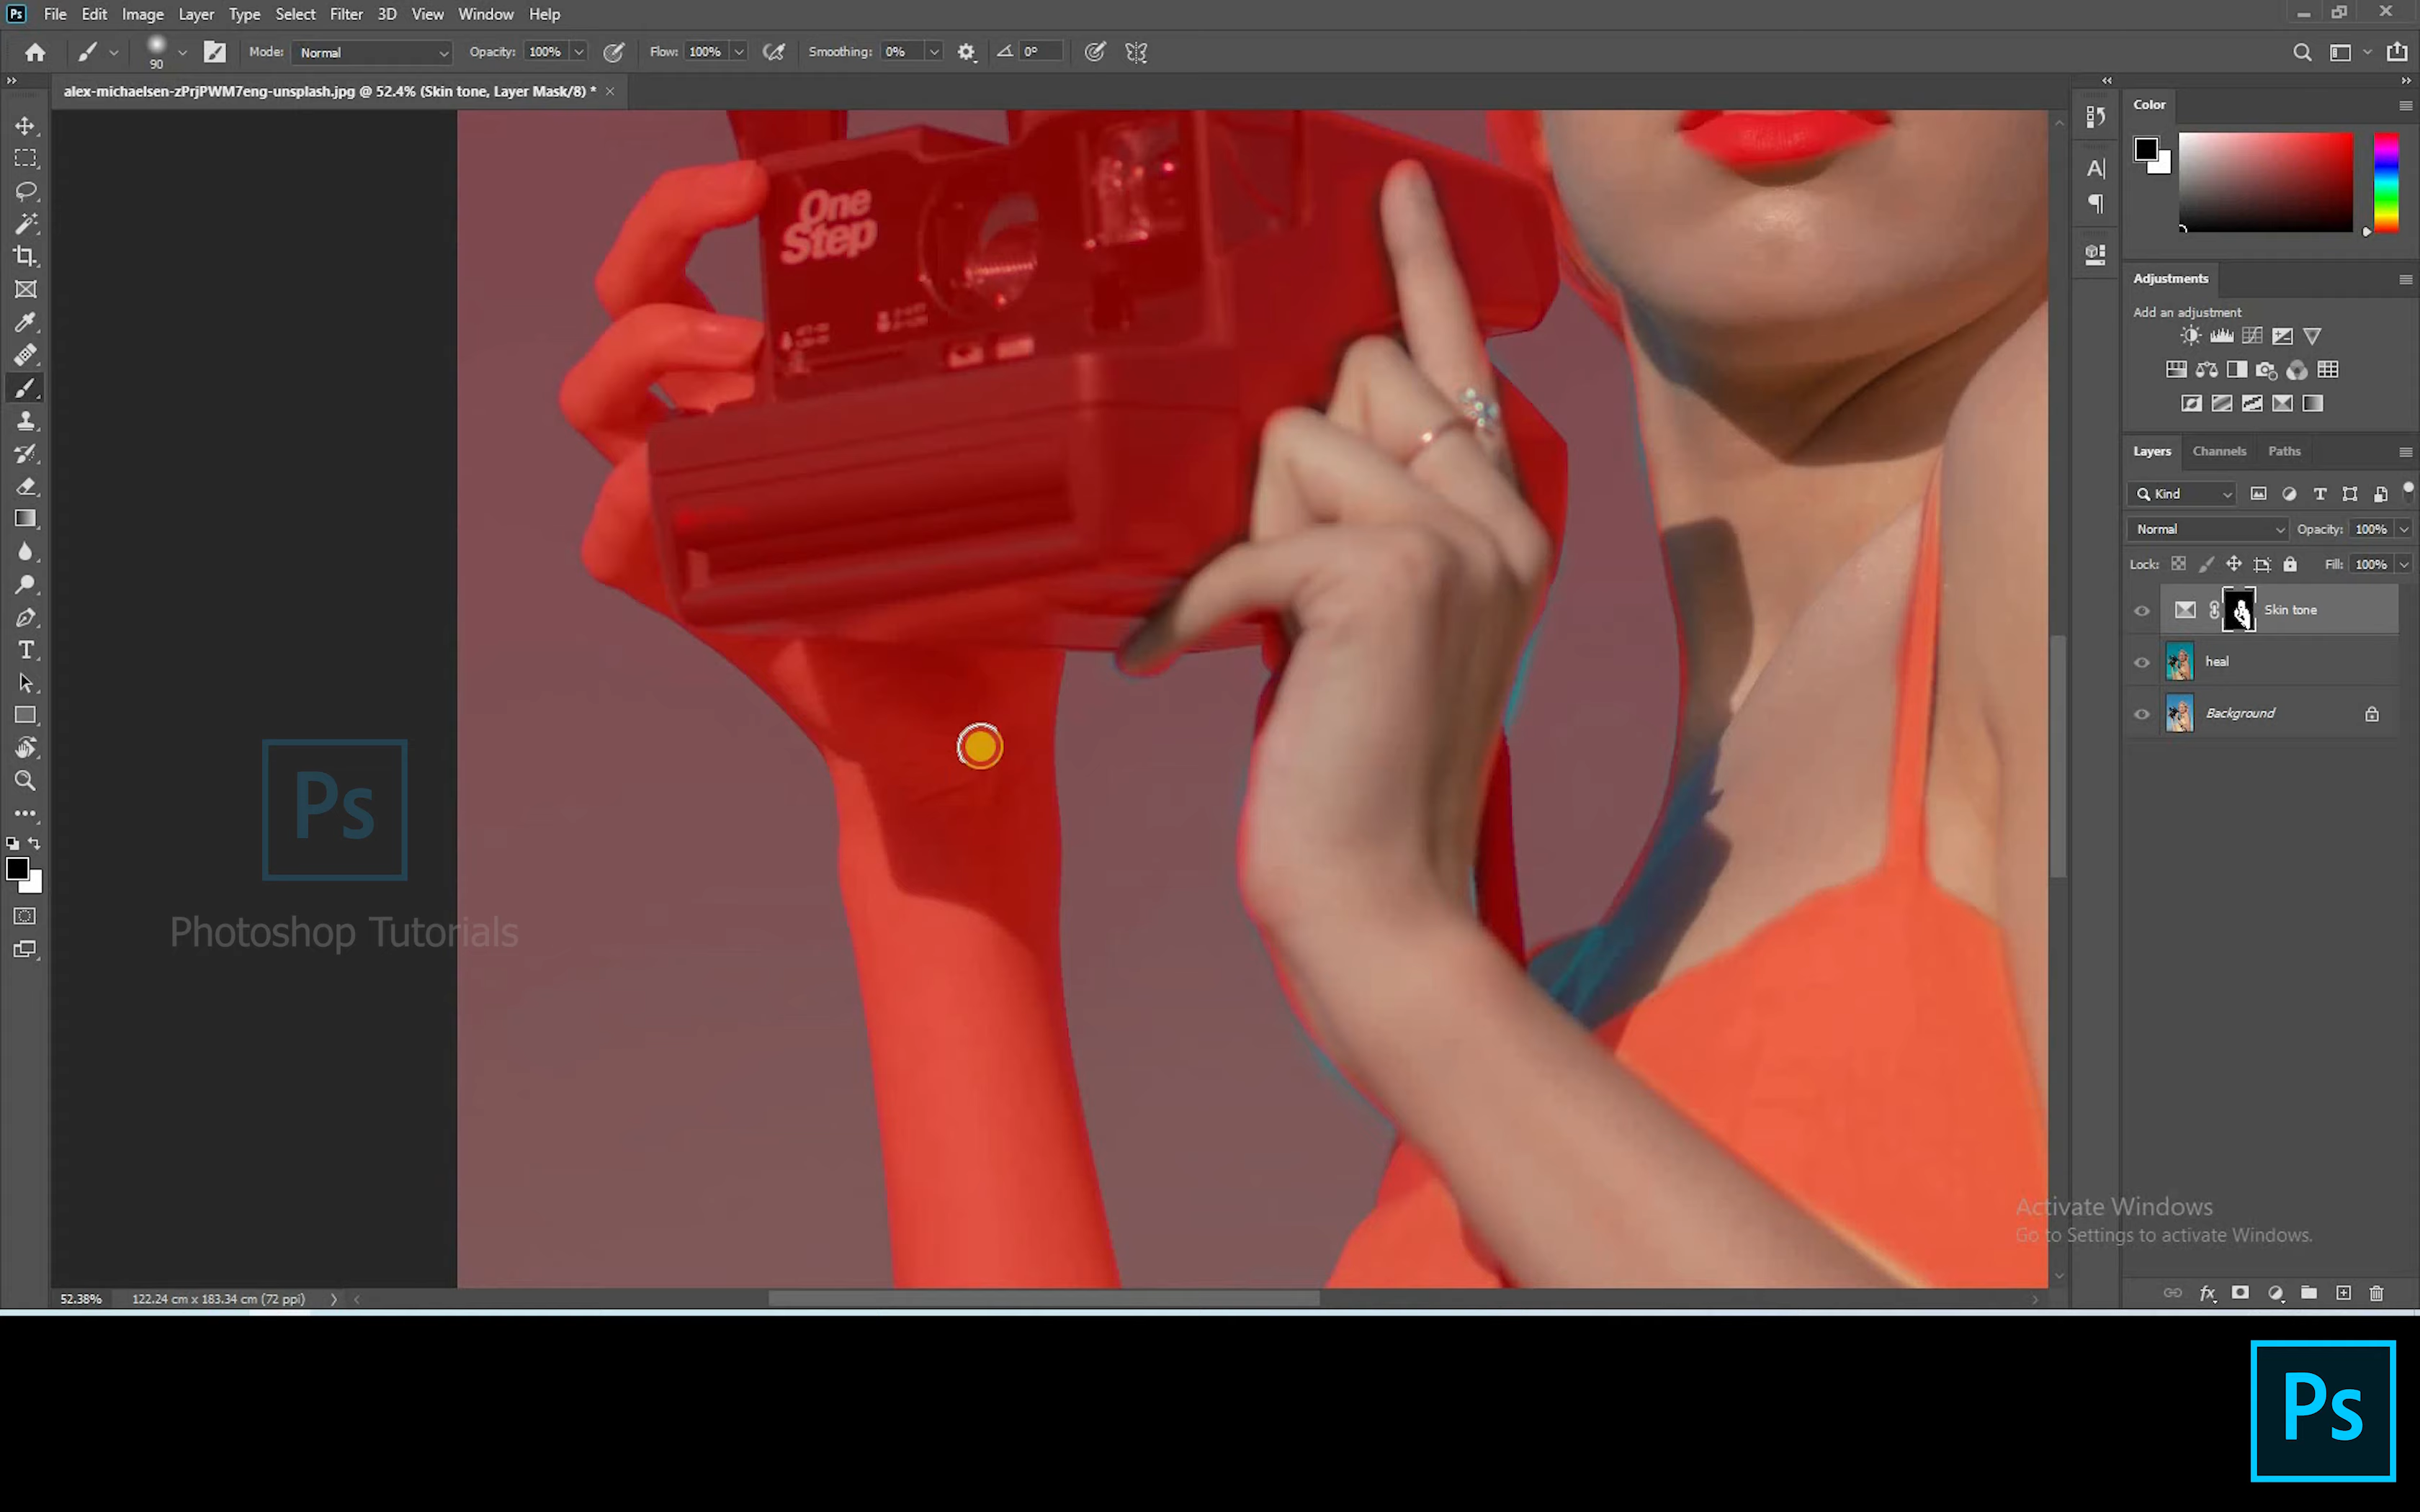 Ps File Edit Image Layer Type Select Filter 3D View Window Help
90 Mode: Normal Opacity: 100% Flow: 100% Smoothing: 0% 0°
alex-michaelsen-zPrjPWM7eng-unsplash.jpg @ 52.4% (Skin tone, Layer Mask/8) * ×
Color
One
Step
Adjustments
Add an adjustment
Layers Channels Paths
Kind
Normal Opacity: 100%
Lock: Fill: 100%
Skin tone
heal
Background
Ps
Photoshop Tutorials
Activate Windows
Go to Settings to activate Windows.
52.38% 122.24 cm x 183.34 cm (72 ppi)
Ps